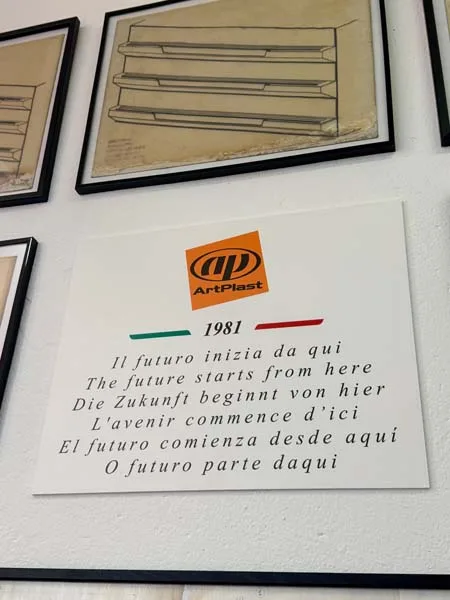 ap
ArtPlast
1981
Il futuro inizia da qui
The future starts from here
Die Zukunft beginnt von hier
L'avenir commence d'ici
El futuro comienza desde aquí
O futuro parte daqui